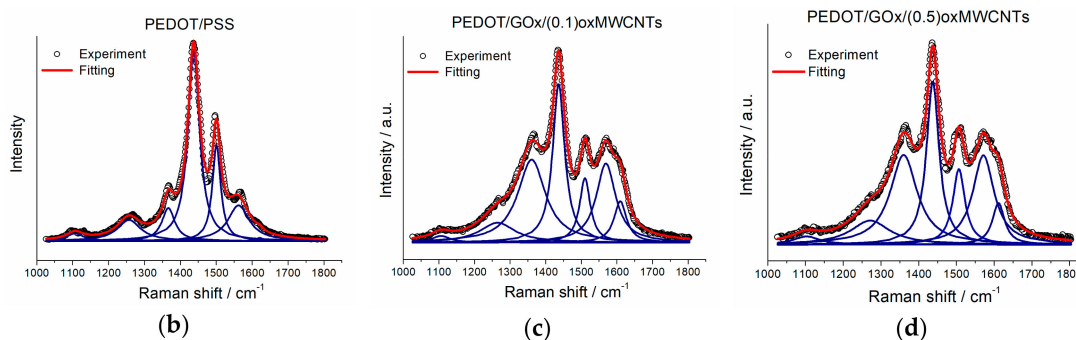 PEDOT/PSS
Experiment
Fitting
Intensity
1000 1100 1200 1300 1400 1500 1600 1700 1800
Raman shift / cm⁻¹
(b)
PEDOT/GOx/(0.1)oxMWCNTs
Experiment
Fitting
Intensity / a.u.
1000 1100 1200 1300 1400 1500 1600 1700 1800
Raman shift / cm⁻¹
(c)
PEDOT/GOx/(0.5)oxMWCNTs
Experiment
Fitting
Intensity / a.u.
1000 1100 1200 1300 1400 1500 1600 1700 1800
Raman shift / cm⁻¹
(d)